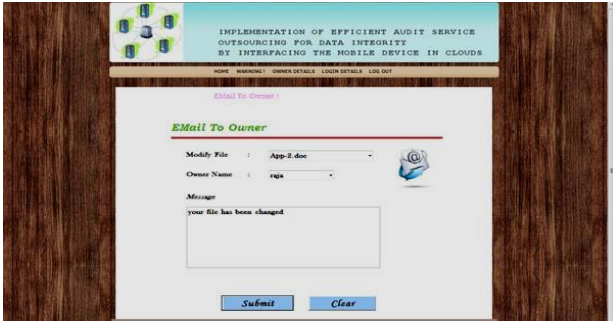 IMPLEMENTATION OF EFFICIENT AUDIT SERVICE
OUTSOURCING FOR DATA INTEGRITY
BY INTERFACING THE MOBILE DEVICE IN CLOUDS
HOME WARNING! OWNER DETAILS LOGIN DETAILS LOG OUT
EMail To Owner !
EMail To Owner
Modify File : App-2.doc
Owner Name : raja
Message
your file has been changed
Submit Clear